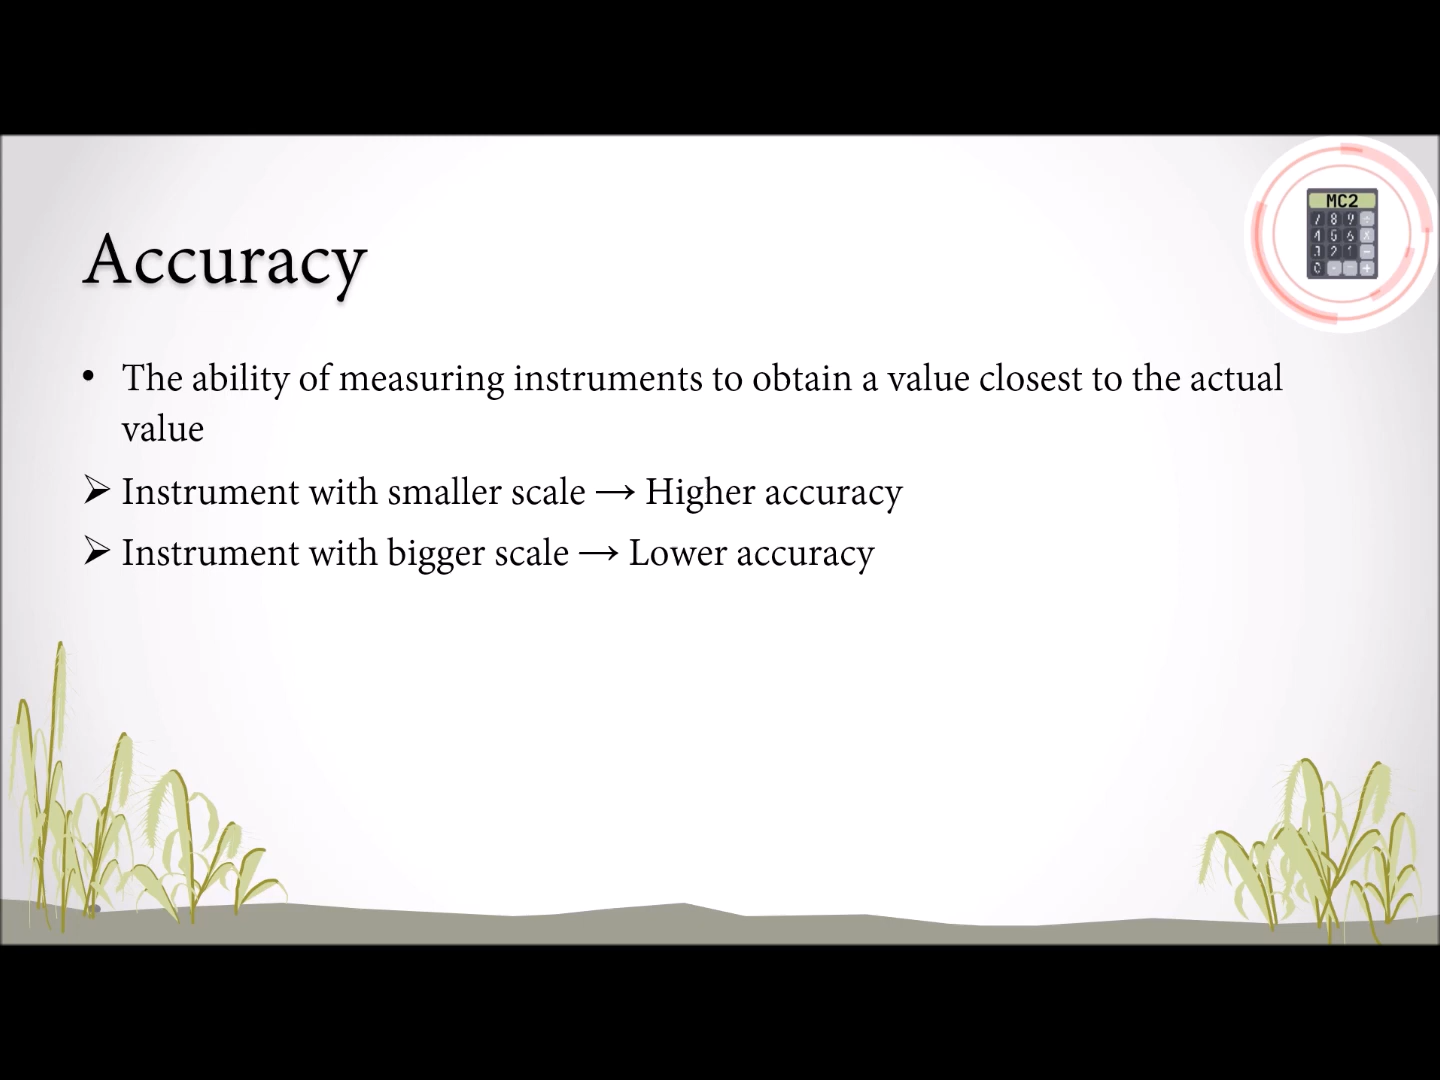 MC2
Accuracy
• The ability of measuring instruments to obtain a value closest to the actual
value
➢ Instrument with smaller scale → Higher accuracy
➢ Instrument with bigger scale → Lower accuracy